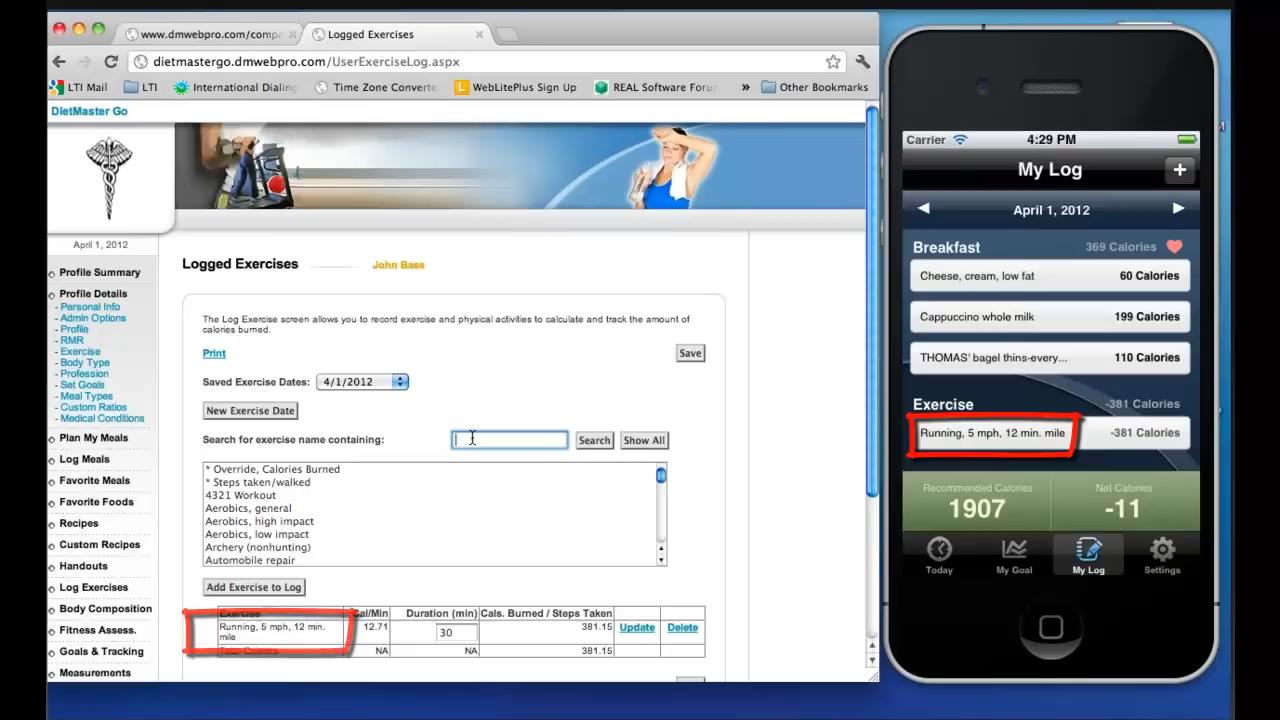 www.dmwebpro.com/compa
Logged Exercises
dietmastergo.dmwebpro.com/UserExerciseLog.aspx
LTI Mail
LTI
International Dialing
Time Zone Converte
WebLitePlus Sign Up
REAL Software Forum
»
Other Bookmarks
DietMaster Go
April 1, 2012
Profile Summary
Profile Details
- Personal Info
- Admin Options
- Profile
- RMR
- Exercise
- Body Type
- Profession
- Set Goals
- Meal Types
- Custom Ratios
- Medical Conditions
Plan My Meals
Log Meals
Favorite Meals
Favorite Foods
Recipes
Custom Recipes
Handouts
Log Exercises
Body Composition
Fitness Assess.
Goals & Tracking
Measurements
Logged Exercises
John Bass
The Log Exercise screen allows you to record exercise and physical activities to calculate and track the amount of
calories burned.
Print
Save
Saved Exercise Dates: 4/1/2012
New Exercise Date
Search for exercise name containing: Search Show All
* Override, Calories Burned
* Steps taken/walked
4321 Workout
Aerobics, general
Aerobics, high impact
Aerobics, low impact
Archery (nonhunting)
Automobile repair
Add Exercise to Log
Exercise Cal/Min Duration (min) Cals. Burned / Steps Taken
Running, 5 mph, 12 min. 12.71 30 381.15 Update Delete
mile
Total Calories NA NA 381.15
Carrier 4:29 PM
My Log +
April 1, 2012
Breakfast 369 Calories
Cheese, cream, low fat 60 Calories
Cappuccino whole milk 199 Calories
THOMAS' bagel thins-every... 110 Calories
Exercise -381 Calories
Running, 5 mph, 12 min. mile -381 Calories
Recommended Calories Net Calories
1907 -11
Today My Goal My Log Settings